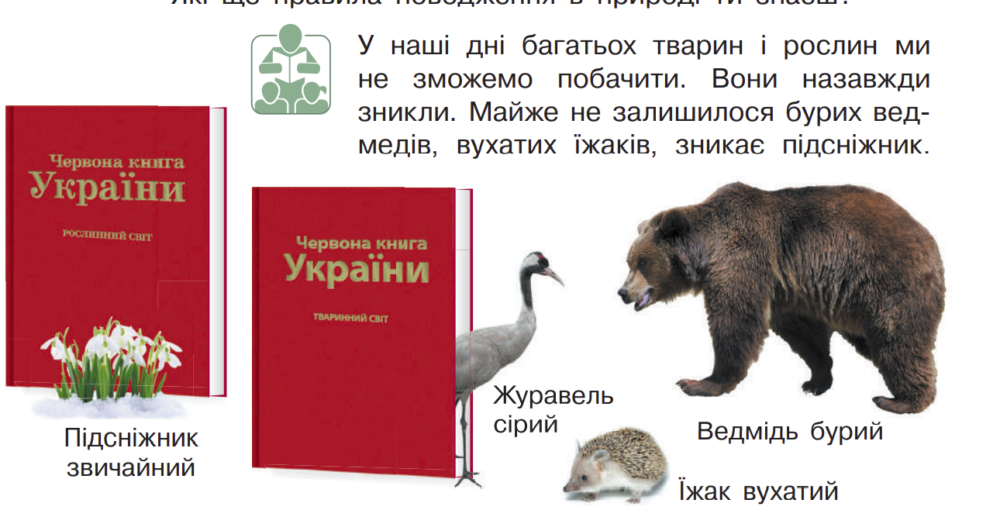 Які ще правила поводження в природі ти знаєш?
У наші дні багатьох тварин і рослин ми
не зможемо побачити. Вони назавжди
зникли. Майже не залишилося бурих вед-
медів, вухатих їжаків, зникає підсніжник.
Червона книга
України
РОСЛИННИЙ СВІТ
Червона книга
України
ТВАРИННИЙ СВІТ
Підсніжник
звичайний
Журавель
сірий
Ведмідь бурий
Їжак вухатий